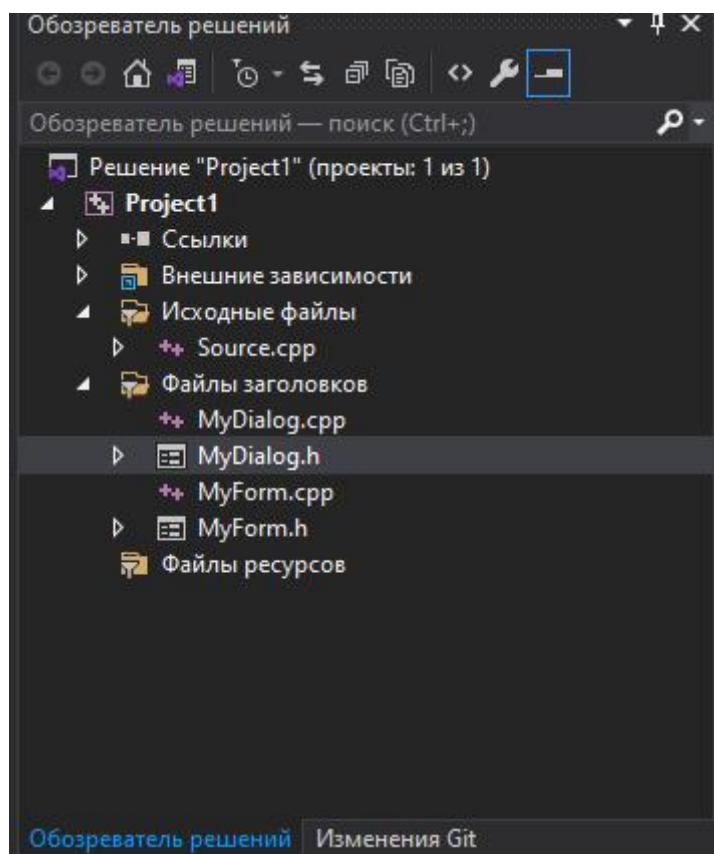 Обозреватель решений
Обозреватель решений — поиск (Ctrl+;)
Решение "Project1" (проекты: 1 из 1)
Project1
Ссылки
Внешние зависимости
Исходные файлы
Source.cpp
Файлы заголовков
MyDialog.cpp
MyDialog.h
MyForm.cpp
MyForm.h
Файлы ресурсов
Обозреватель решений Изменения Git